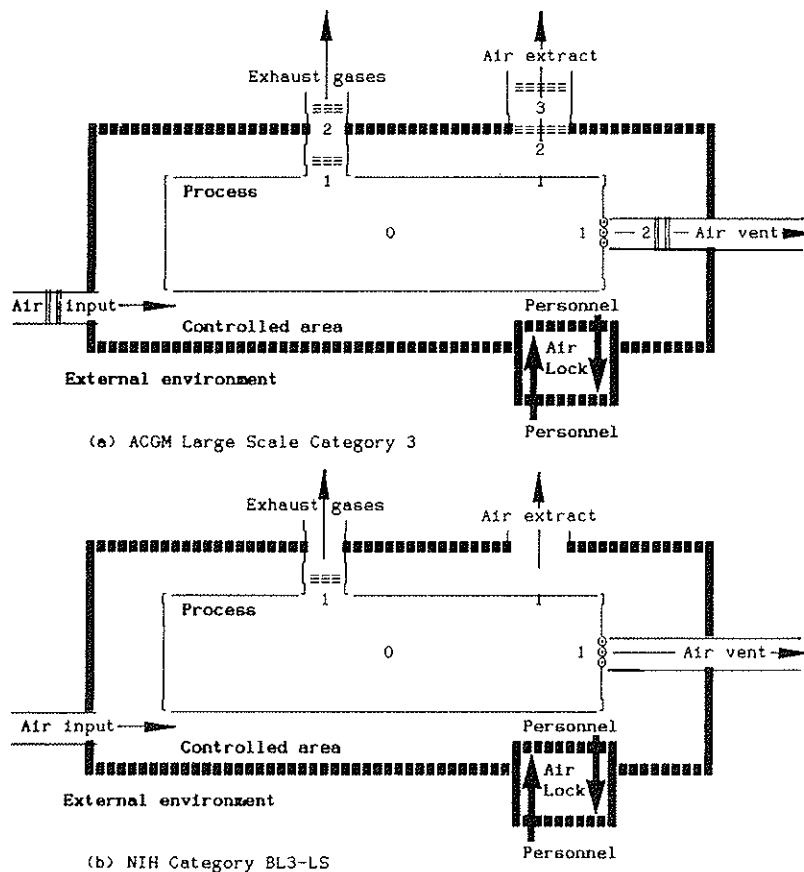 Exhaust gases
Air extract
2
3
2
1
1
Process
0
1
2
Air vent
Air input
Personnel
Controlled area
Air
Lock
External environment
Personnel
(a) ACGM Large Scale Category 3
Exhaust gases
Air extract
1
1
Process
0
1
Air vent
Air input
Personnel
Controlled area
Air
Lock
External environment
Personnel
(b) NIH Category BL3-LS